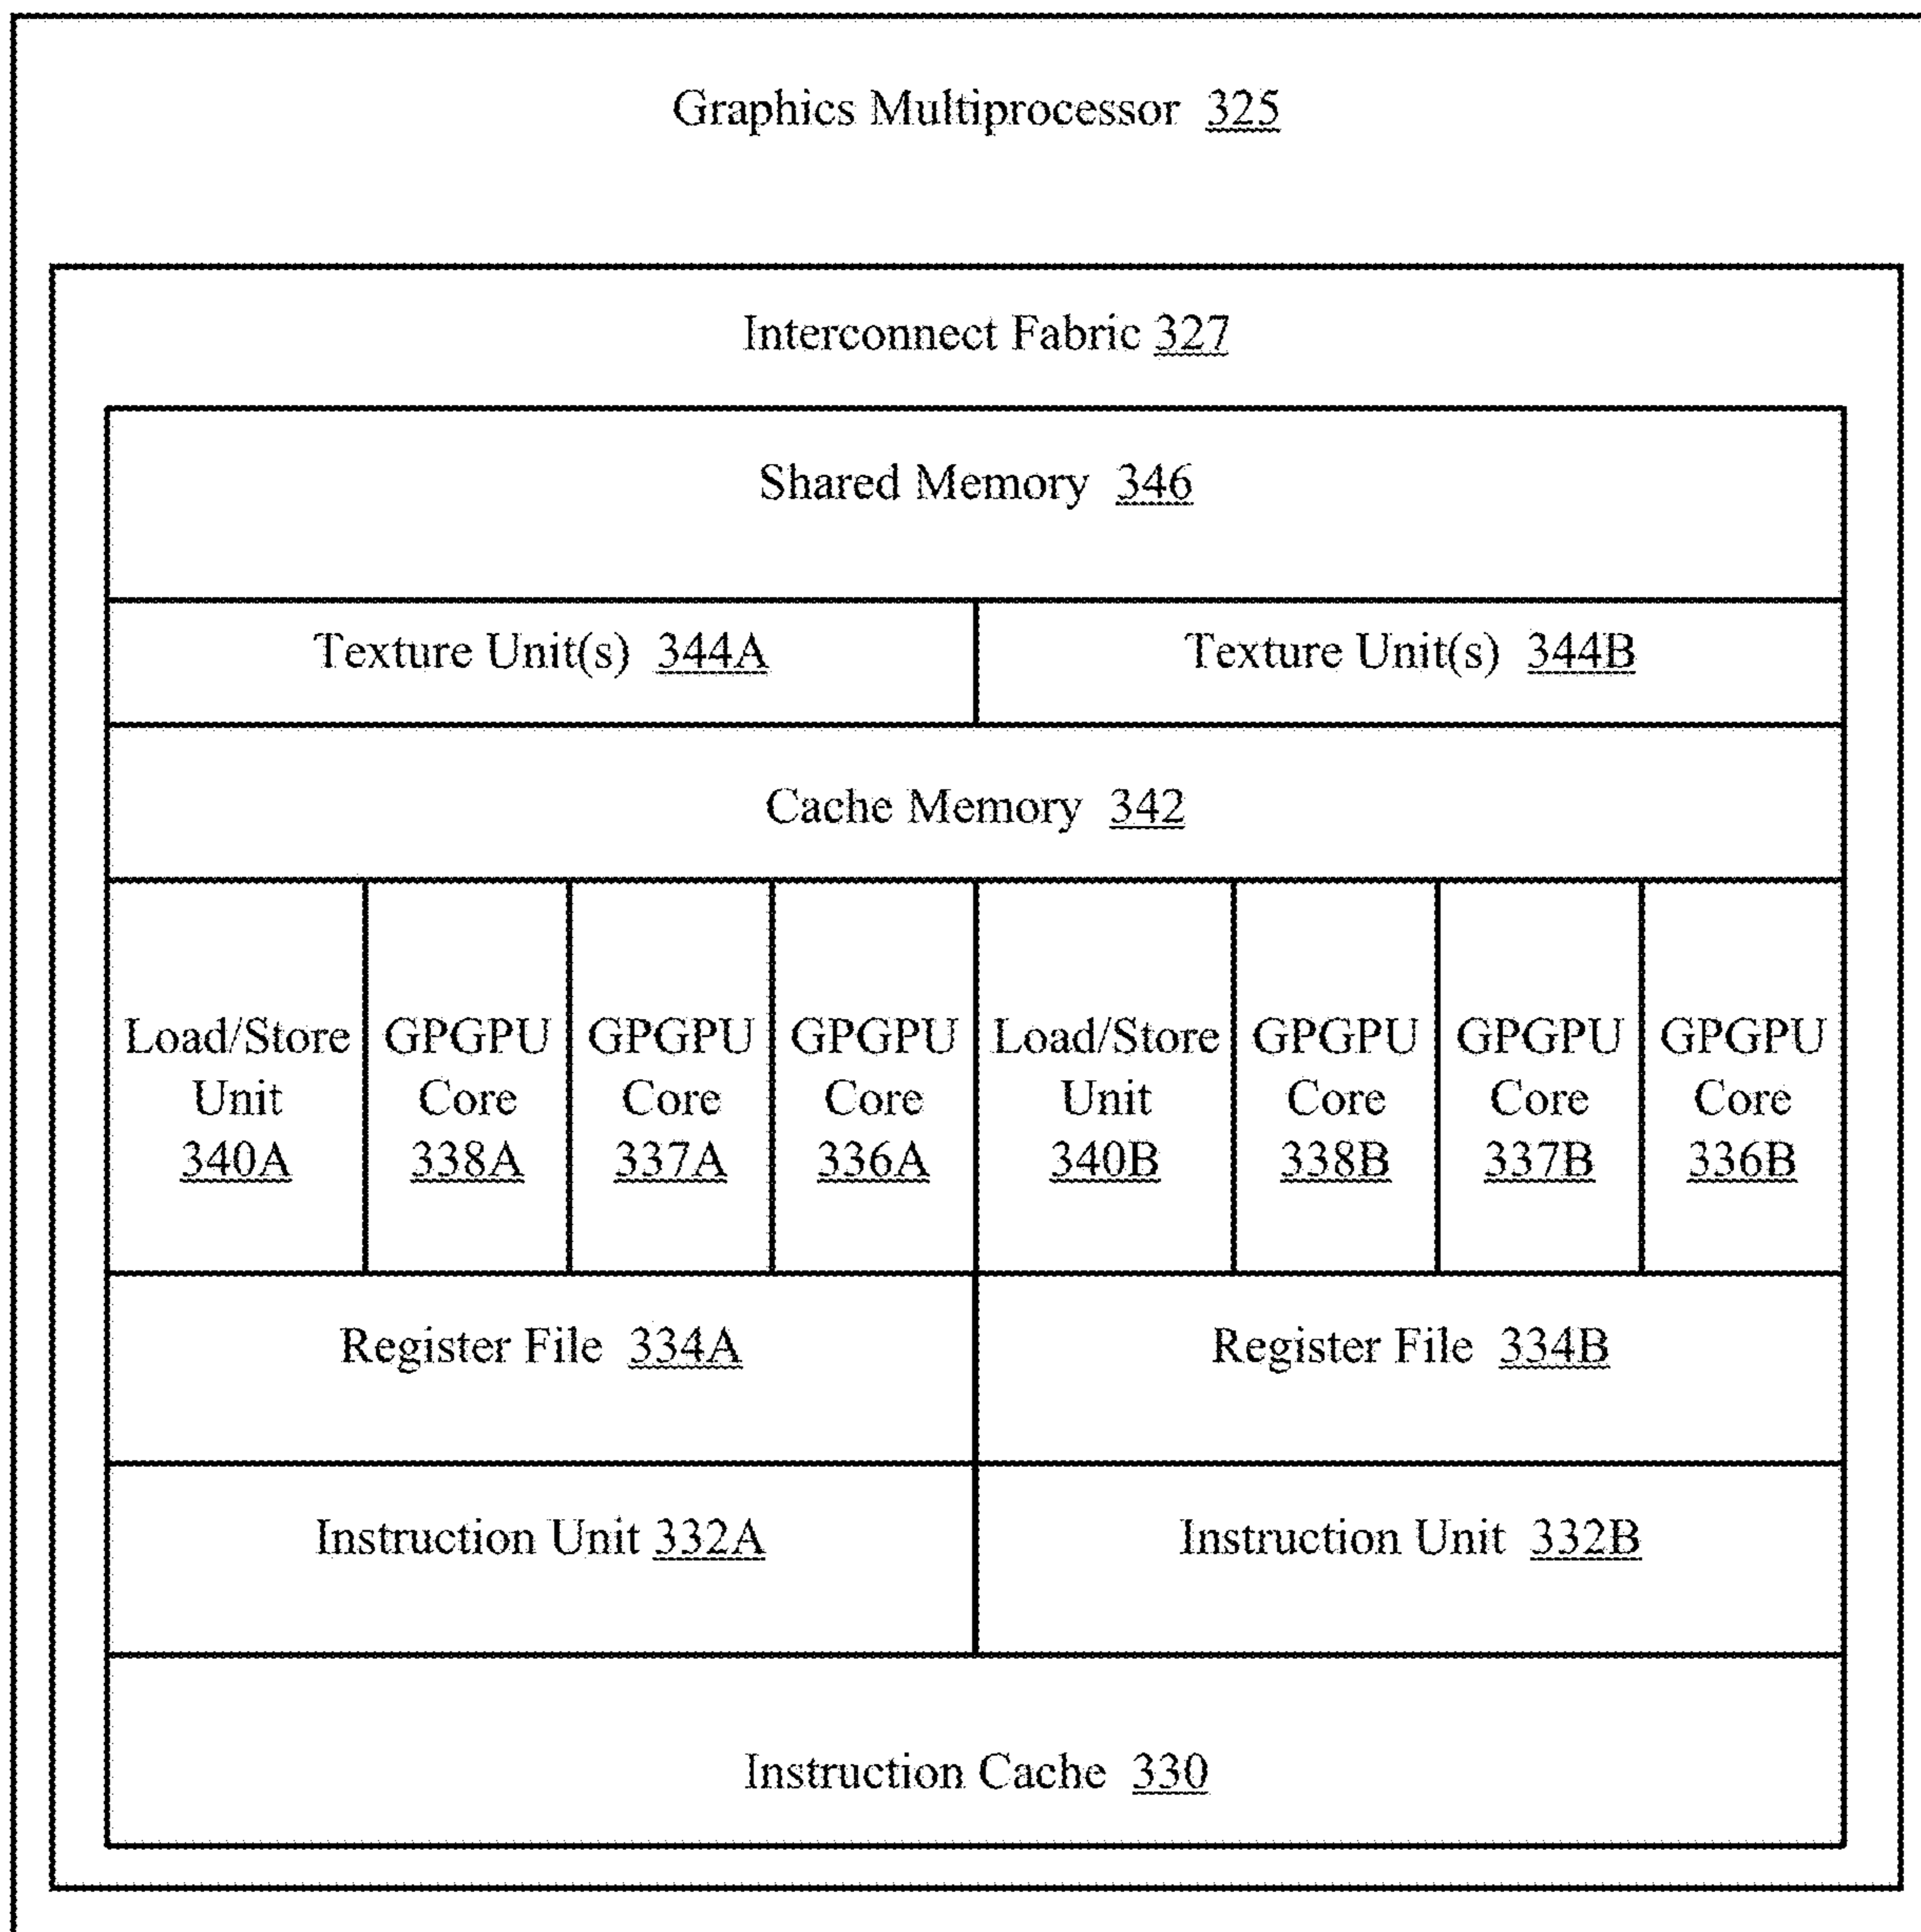 Graphics Multiprocessor 325
Interconnect Fabric 327
Shared Memory 346
Texture Unit(s) 344A
Texture Unit(s) 344B
Cache Memory 342
Load/Store
Unit
340A
GPGPU
Core
338A
GPGPU
Core
337A
GPGPU
Core
336A
Load/Store
Unit
340B
GPGPU
Core
338B
GPGPU
Core
337B
GPGPU
Core
336B
Register File 334A
Register File 334B
Instruction Unit 332A
Instruction Unit 332B
Instruction Cache 330